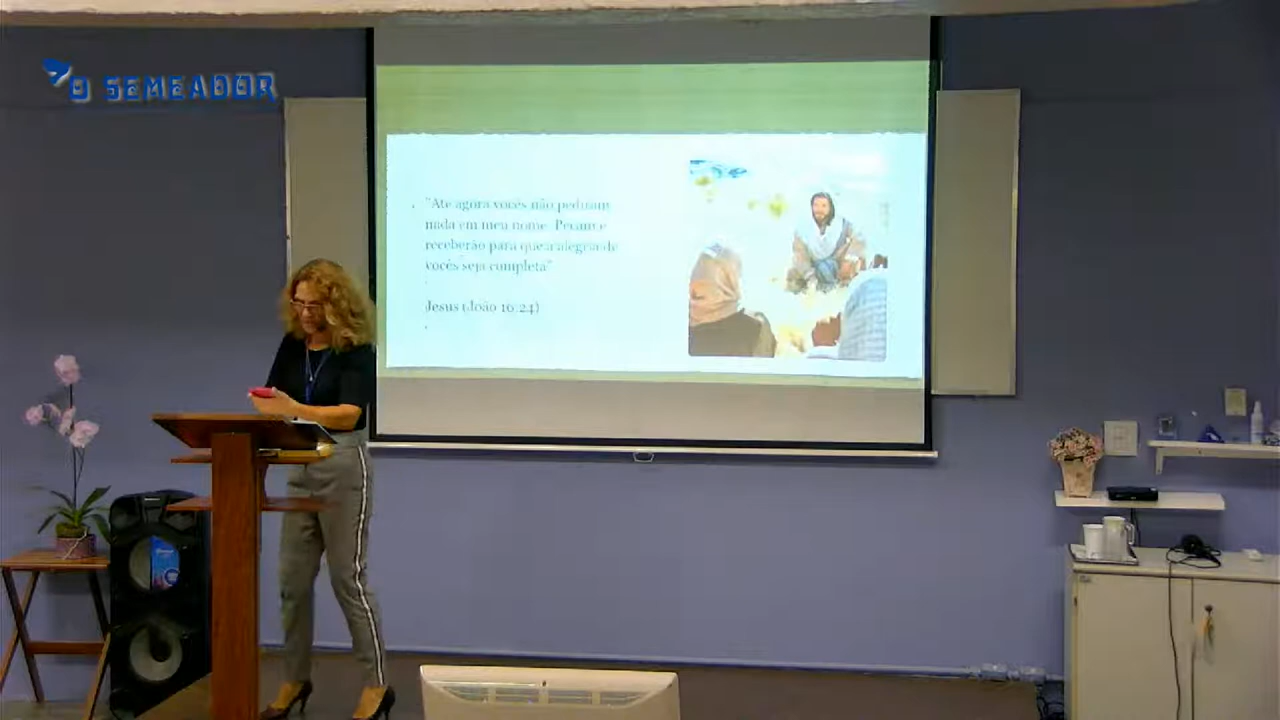 O SEMEADOR
"Ate agora vocês não pediram
nada em meu nome. Peçam e
receberão para que a alegria de
vocês seja completa"
Jesus (João 16:24)